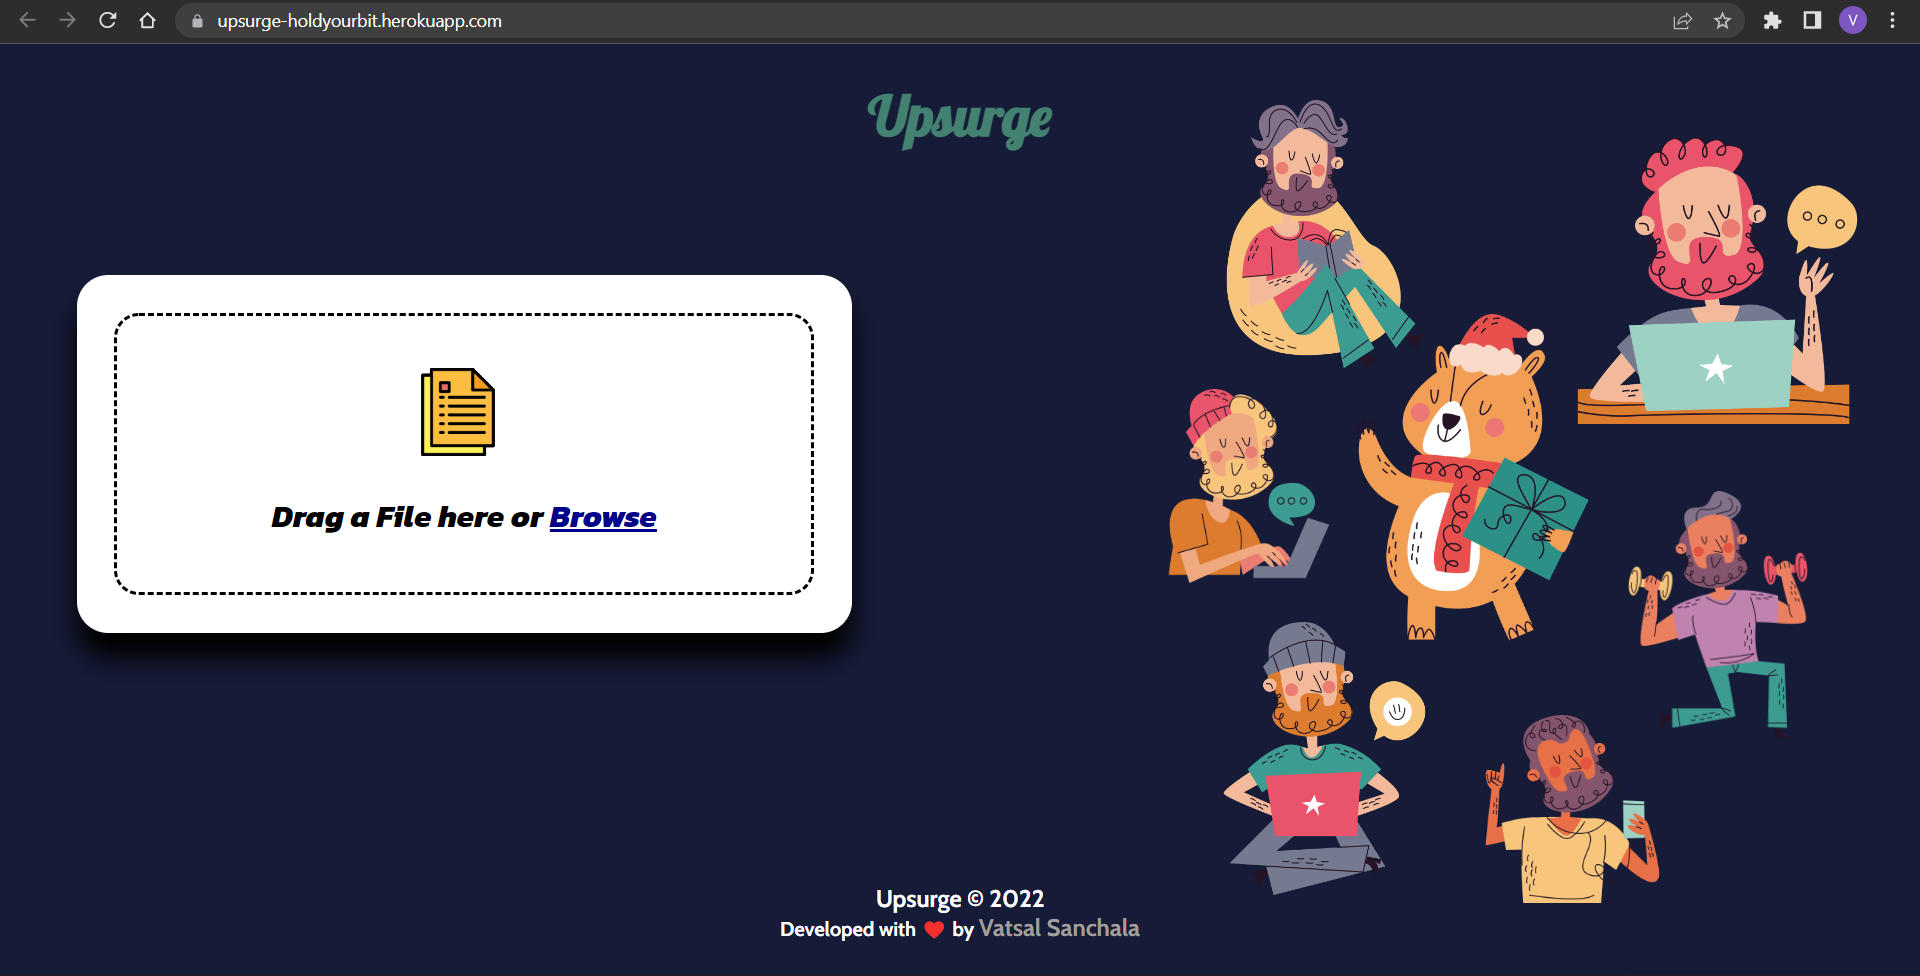 upsurge-holdyourbit.herokuapp.com
V
Upsurge
Drag a File here or Browse
Upsurge © 2022
Developed with ❤ by Vatsal Sanchala